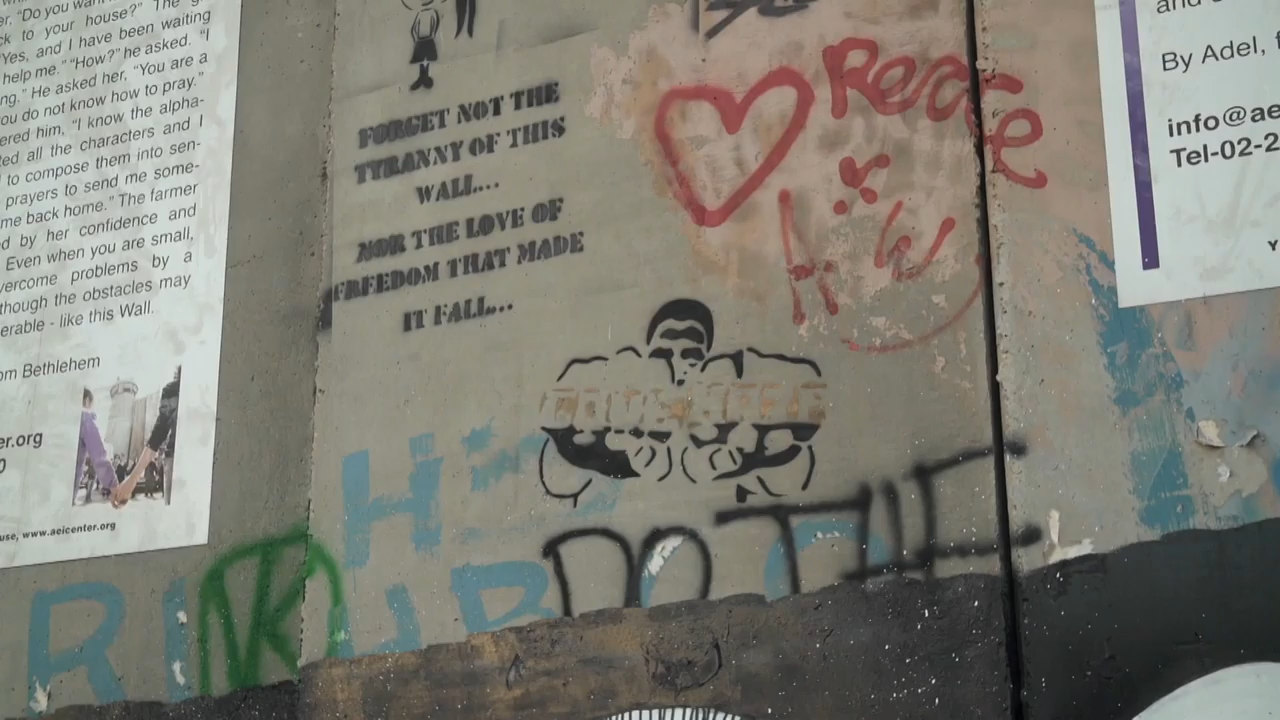 er, "Do you want
ck to your house?" The
"Yes, and I have been waiting
help me." "How?" he asked. "I
ng." He asked her, "You are a
you do not know how to pray."
ered him, "I know the alpha-
ted all the characters and I
to compose them into sen-
prayers to send me some-
me back home." The farmer
ed by her confidence and
Even when you are small,
vercome problems by a
though the obstacles may
erable - like this Wall.
om Bethlehem
er.org
0
use, www.aeicenter.org
FORGET NOT THE
TYRANNY OF THIS
WALL...
NOR THE LOVE OF
FREEDOM THAT MADE
IT FALL...
Peace
A W
and
By Adel,
info@ae
Tel-02-2
Y
H
DO THE
R